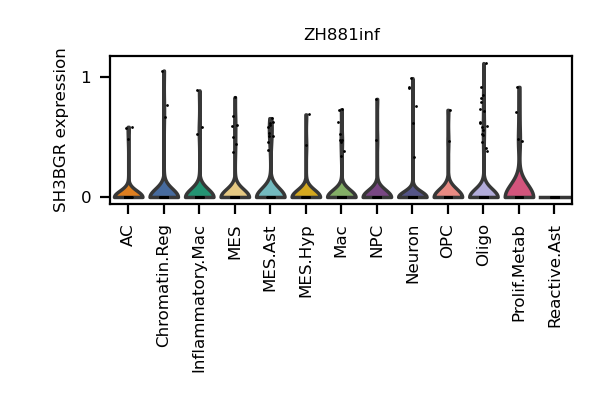 ZH881inf
SH3BGR expression
1
0
AC
Chromatin.Reg
Inflammatory.Mac
MES
MES.Ast
MES.Hyp
Mac
NPC
Neuron
OPC
Oligo
Prolif.Metab
Reactive.Ast